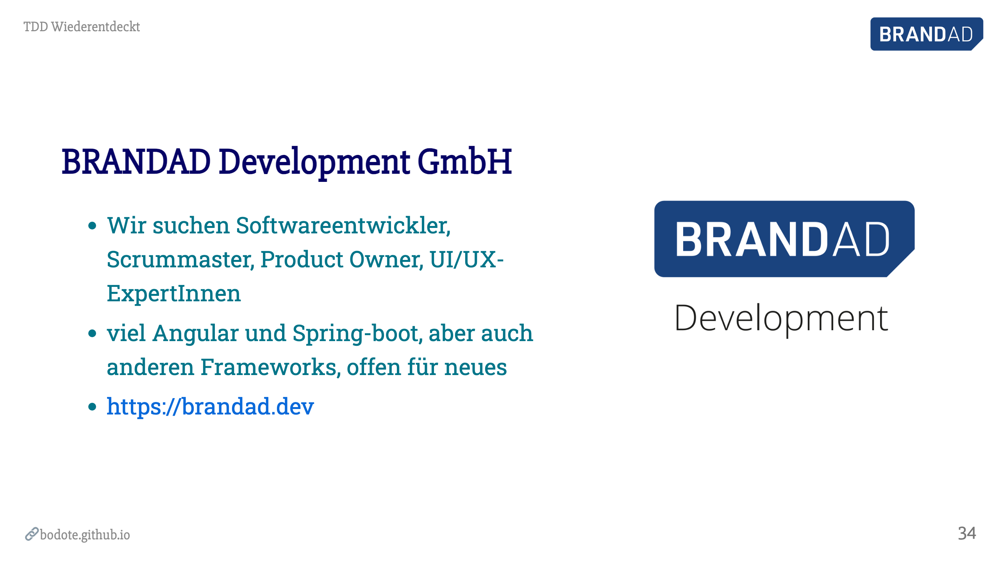 TDD Wiederentdeckt
BRANDAD
BRANDAD Development GmbH
• Wir suchen Softwareentwickler,
Scrummaster, Product Owner, UI/UX-
ExpertInnen
• viel Angular und Spring-boot, aber auch
anderen Frameworks, offen für neues
• https://brandad.dev
BRANDAD
Development
bodote.github.io
34